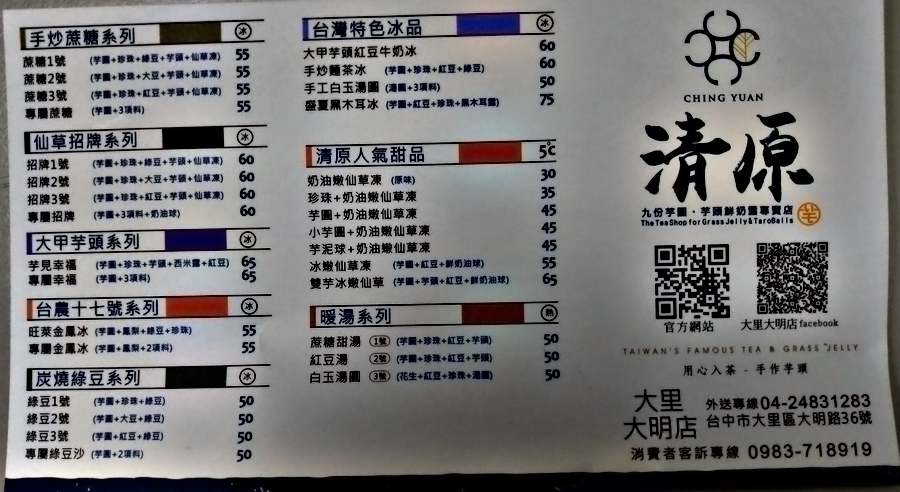 手炒蔗糖系列 冰
蔗糖1號 (芋圓+珍珠+綠豆+芋頭+仙草凍) 55
蔗糖2號 (芋圓+珍珠+大豆+芋頭+仙草凍) 55
蔗糖3號 (芋圓+珍珠+紅豆+芋頭+仙草凍) 55
專屬蔗糖 (芋圓+3項料) 55
仙草招牌系列 冰
招牌1號 (芋圓+珍珠+綠豆+芋頭+仙草凍) 60
招牌2號 (芋圓+珍珠+大豆+芋頭+仙草凍) 60
招牌3號 (芋圓+珍珠+紅豆+芋頭+仙草凍) 60
專屬招牌 (芋圓+3項料+奶油球) 60
大甲芋頭系列 冰
芋見幸福 (芋圓+珍珠+芋頭+西米露+紅豆) 65
專屬幸福 (芋圓+3項料) 65
台農十七號系列 冰
旺萊金鳳冰 (芋圓+鳳梨+綠豆+珍珠) 55
專屬金鳳冰 (芋圓+鳳梨+2項料) 55
炭燒綠豆系列 冰
綠豆1號 (芋圓+珍珠+綠豆) 50
綠豆2號 (芋圓+大豆+綠豆) 50
綠豆3號 (芋圓+紅豆+綠豆) 50
專屬綠豆沙 (芋圓+2項料) 50
台灣特色冰品 冰
大甲芋頭紅豆牛奶冰 60
手炒麵茶冰 (芋圓+珍珠+紅豆+綠豆) 60
手工白玉湯圓 (湯圓+3項料) 50
盛夏黑木耳冰 (芋圓+紅豆+珍珠+黑木耳露) 75
清原人氣甜品 5℃
奶油嫩仙草凍 (原味) 30
珍珠+奶油嫩仙草凍 35
芋圓+奶油嫩仙草凍 45
小芋圓+奶油嫩仙草凍 45
芋泥球+奶油嫩仙草凍 45
冰嫩仙草凍 (芋圓+紅豆+鮮奶油球) 55
雙芋冰嫩仙草 (芋圓+芋頭+紅豆+鮮奶油球) 65
暖湯系列 熱
蔗糖甜湯 1號 (芋圓+珍珠+紅豆+芋頭) 50
紅豆湯 2號 (芋圓+珍珠+紅豆+芋頭) 50
白玉湯圓 3號 (花生+紅豆+珍珠+湯圓) 50
CHING YUAN
清原
九份芋圓・芋頭鮮奶靈專賣店
The Tea Shop for Grass Jelly & Taro Balls
芋
官方網站 大里大明店 facebook
TAIWAN'S FAMOUS TEA & GRASS JELLY
用心入茶 - 手作芋頭
大里
大明店
外送專線04-24831283
台中市大里區大明路36號
消費者客訴專線 0983-718919